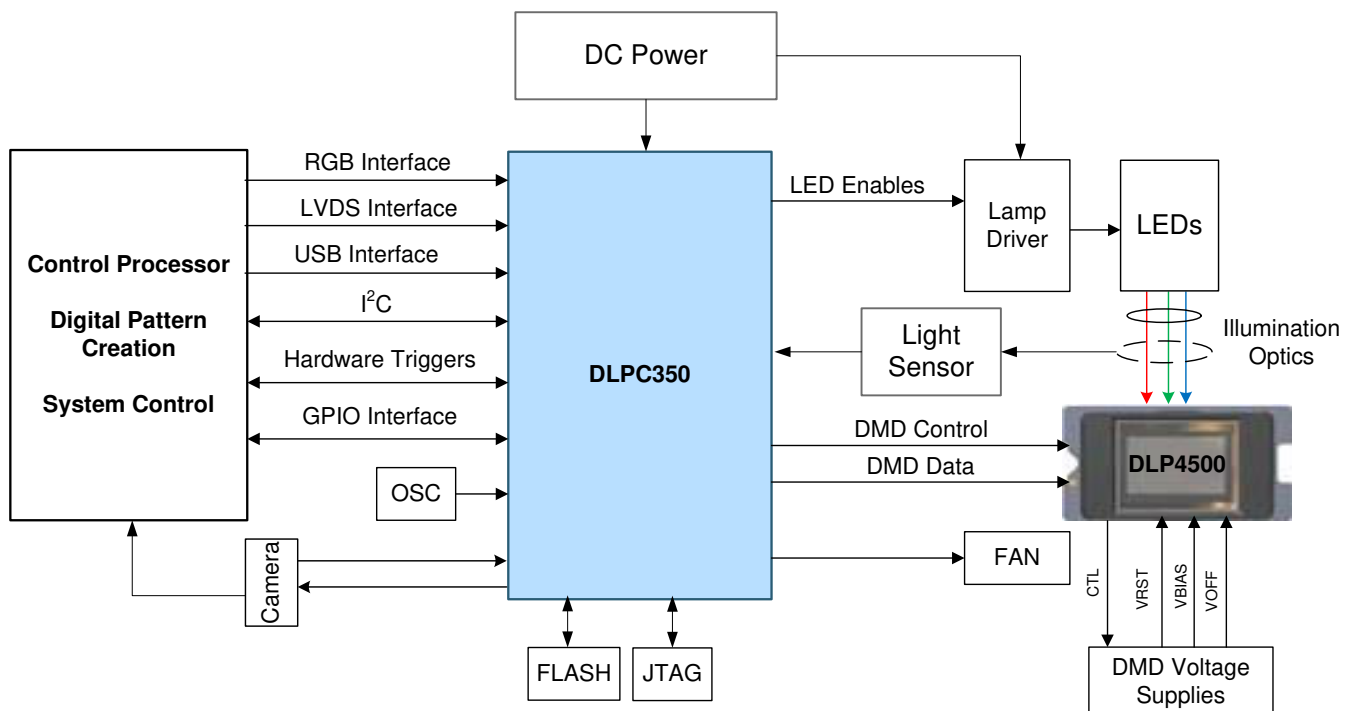 DC Power
RGB Interface
LVDS Interface
USB Interface
I²C
Hardware Triggers
GPIO Interface
Control Processor
Digital Pattern
Creation
System Control
OSC
Camera
DLPC350
FLASH
JTAG
LED Enables
Lamp
Driver
LEDs
Illumination
Optics
Light
Sensor
DMD Control
DMD Data
DLP4500
FAN
CTL
VRST
VBIAS
VOFF
DMD Voltage
Supplies